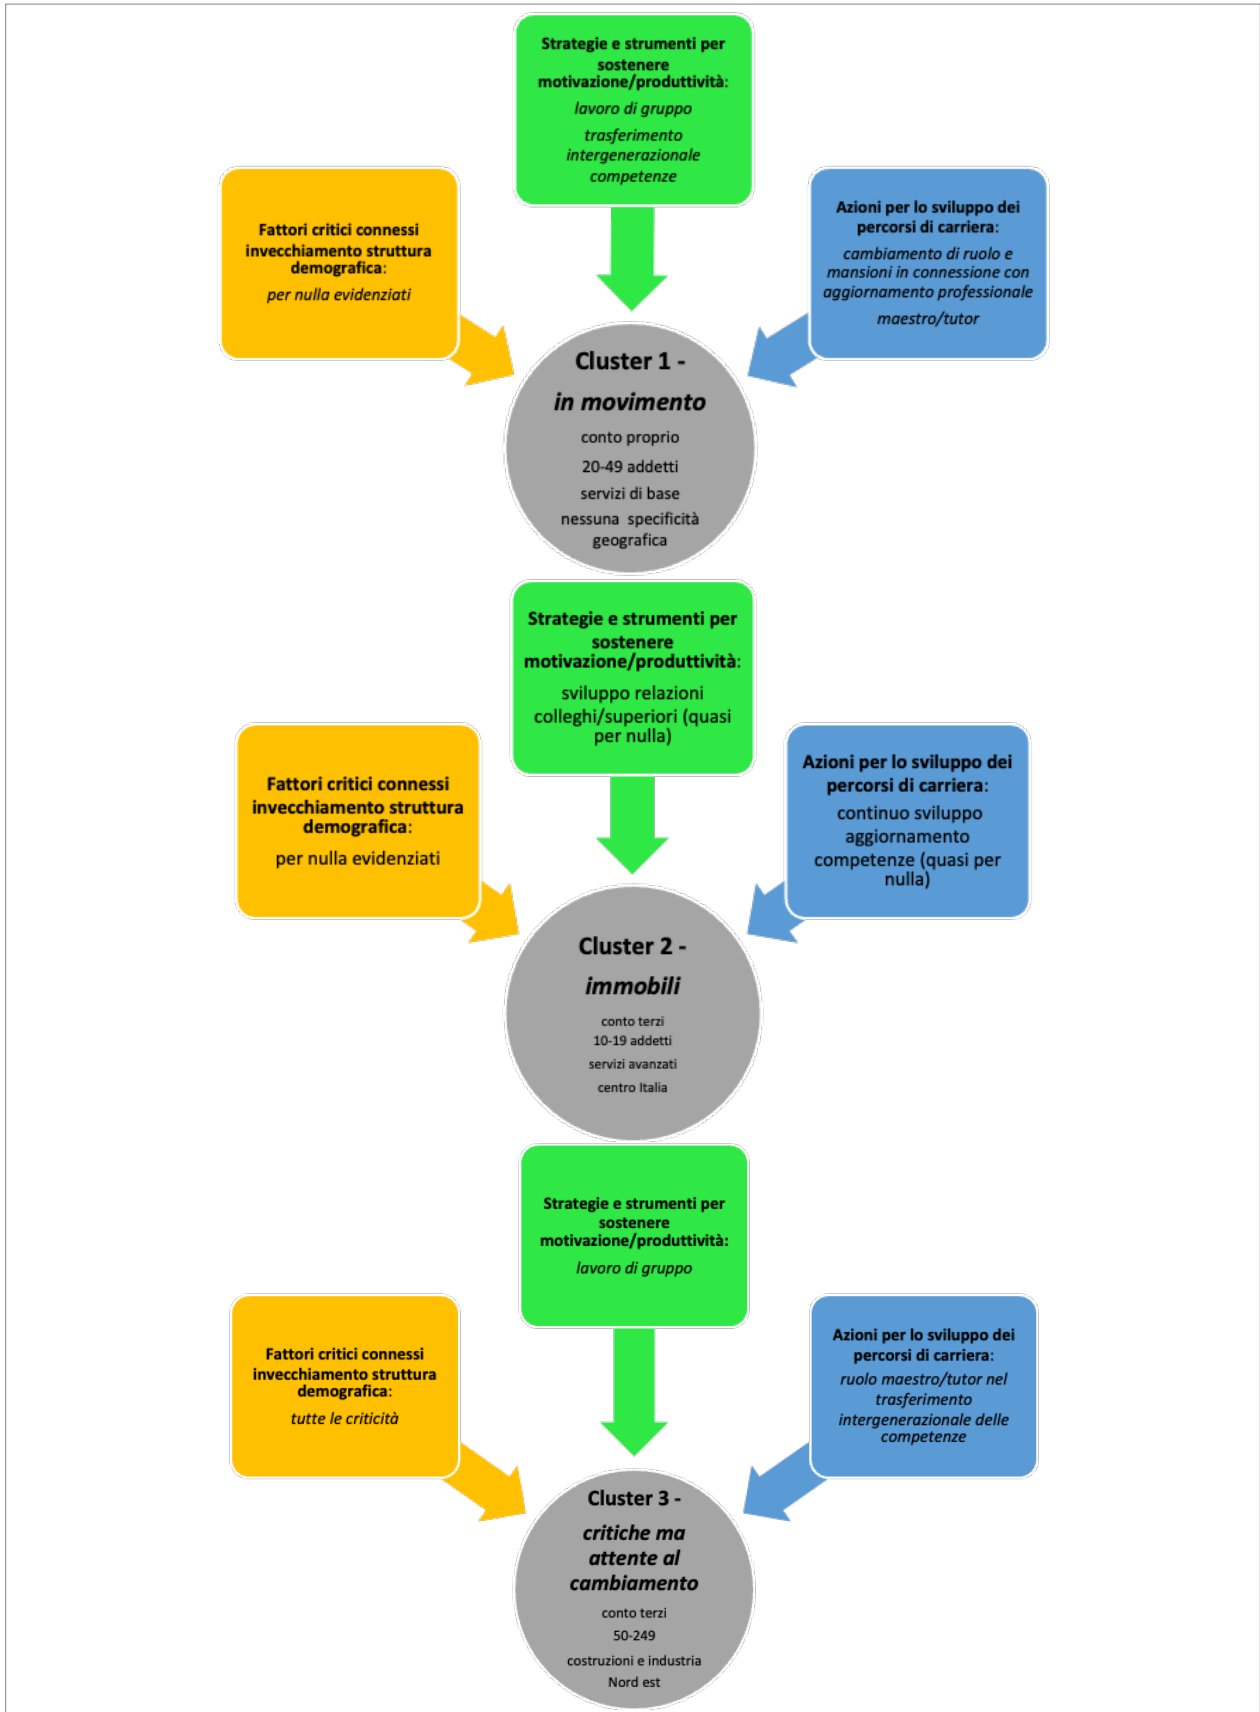 Strategie e strumenti per
sostenere
motivazione/produttività:
lavoro di gruppo
trasferimento
intergenerazionale
competenze
Fattori critici connessi
invecchiamento struttura
demografica:
per nulla evidenziati
Azioni per lo sviluppo dei
percorsi di carriera:
cambiamento di ruolo e
mansioni in connessione con
aggiornamento professionale
maestro/tutor
Cluster 1 -
in movimento
conto proprio
20-49 addetti
servizi di base
nessuna specificità
geografica
Strategie e strumenti per
sostenere
motivazione/produttività:
sviluppo relazioni
colleghi/superiori (quasi
per nulla)
Fattori critici connessi
invecchiamento struttura
demografica:
per nulla evidenziati
Azioni per lo sviluppo dei
percorsi di carriera:
continuo sviluppo
aggiornamento
competenze (quasi per
nulla)
Cluster 2 -
immobili
conto terzi
10-19 addetti
servizi avanzati
centro Italia
Strategie e strumenti per
sostenere
motivazione/produttività:
lavoro di gruppo
Fattori critici connessi
invecchiamento struttura
demografica:
tutte le criticità
Azioni per lo sviluppo dei
percorsi di carriera:
ruolo maestro/tutor nel
trasferimento
intergenerazionale delle
competenze
Cluster 3 -
critiche ma
attente al
cambiamento
conto terzi
50-249
costruzioni e industria
Nord est